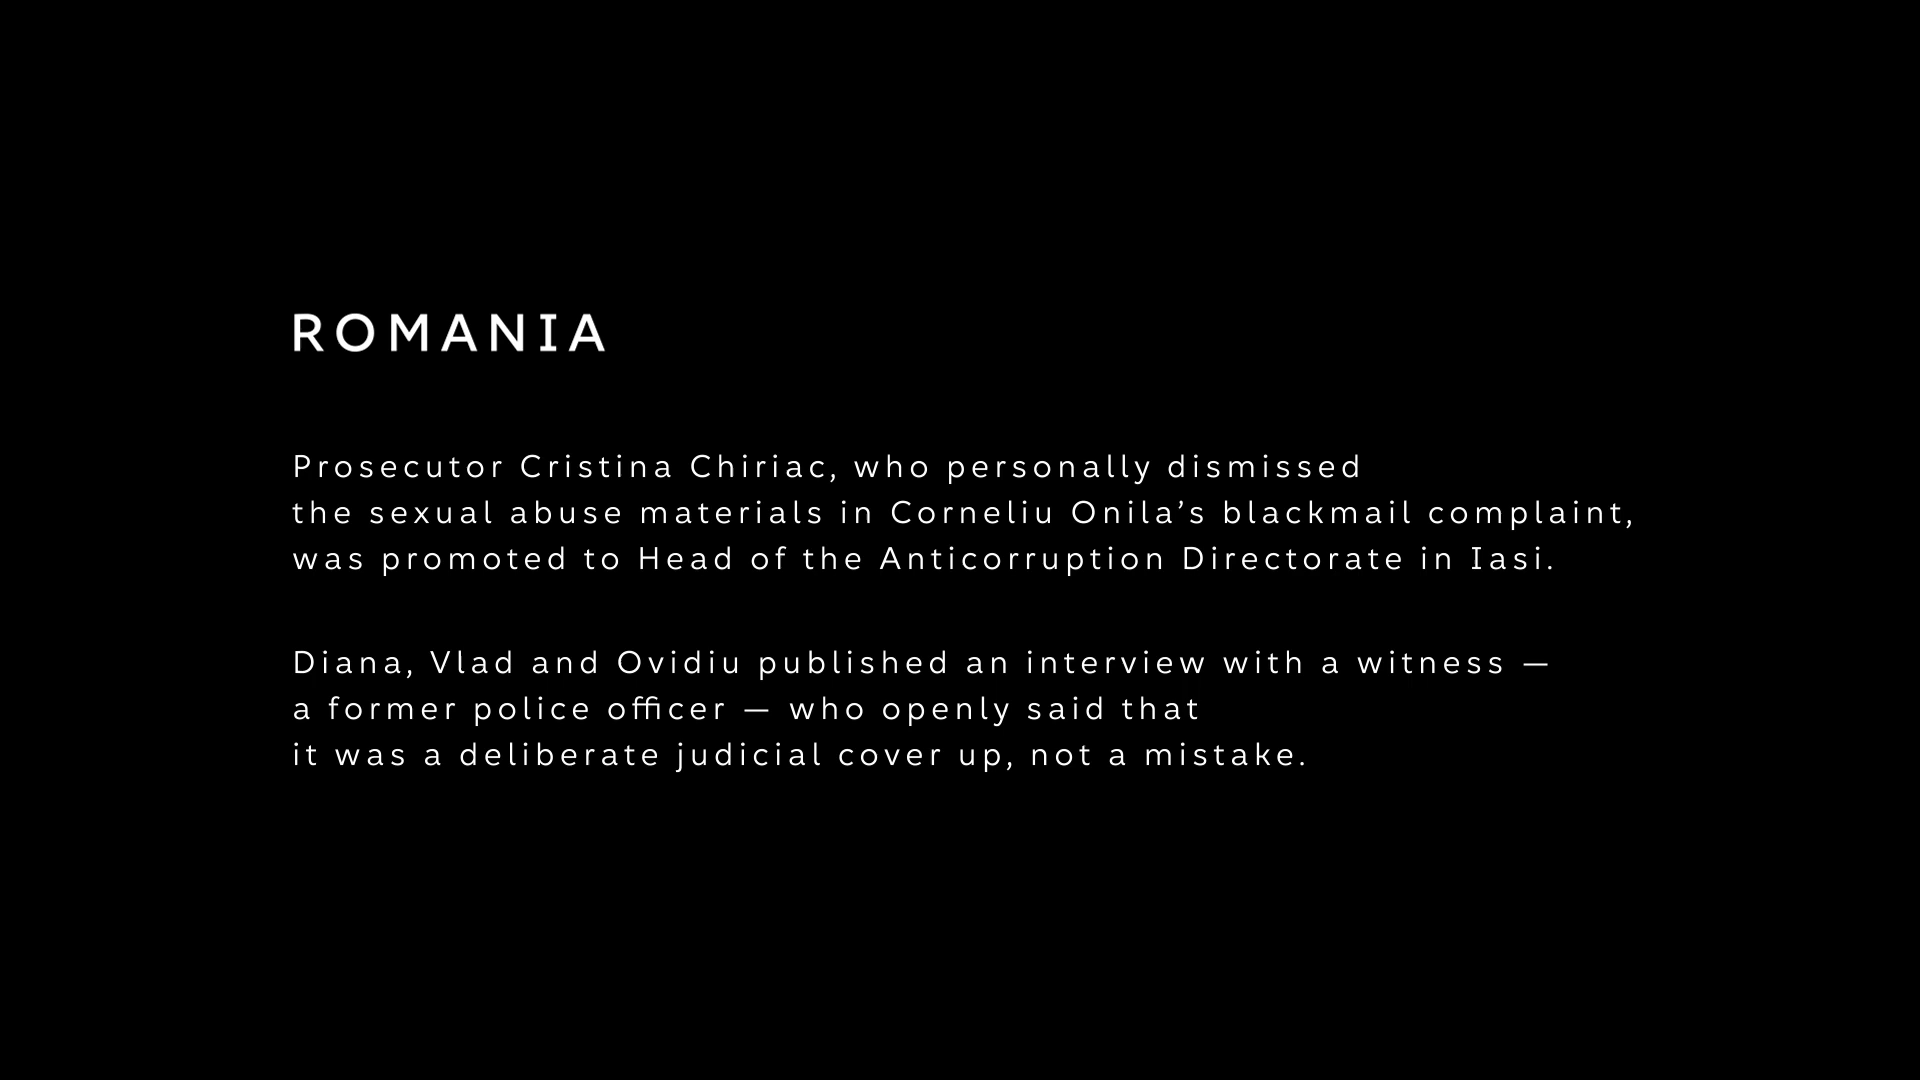 ROMANIA
Prosecutor Cristina Chiriac, who personally dismissed
the sexual abuse materials in Corneliu Onila’s blackmail complaint,
was promoted to Head of the Anticorruption Directorate in Iasi.
Diana, Vlad and Ovidiu published an interview with a witness —
a former police officer — who openly said that
it was a deliberate judicial cover up, not a mistake.